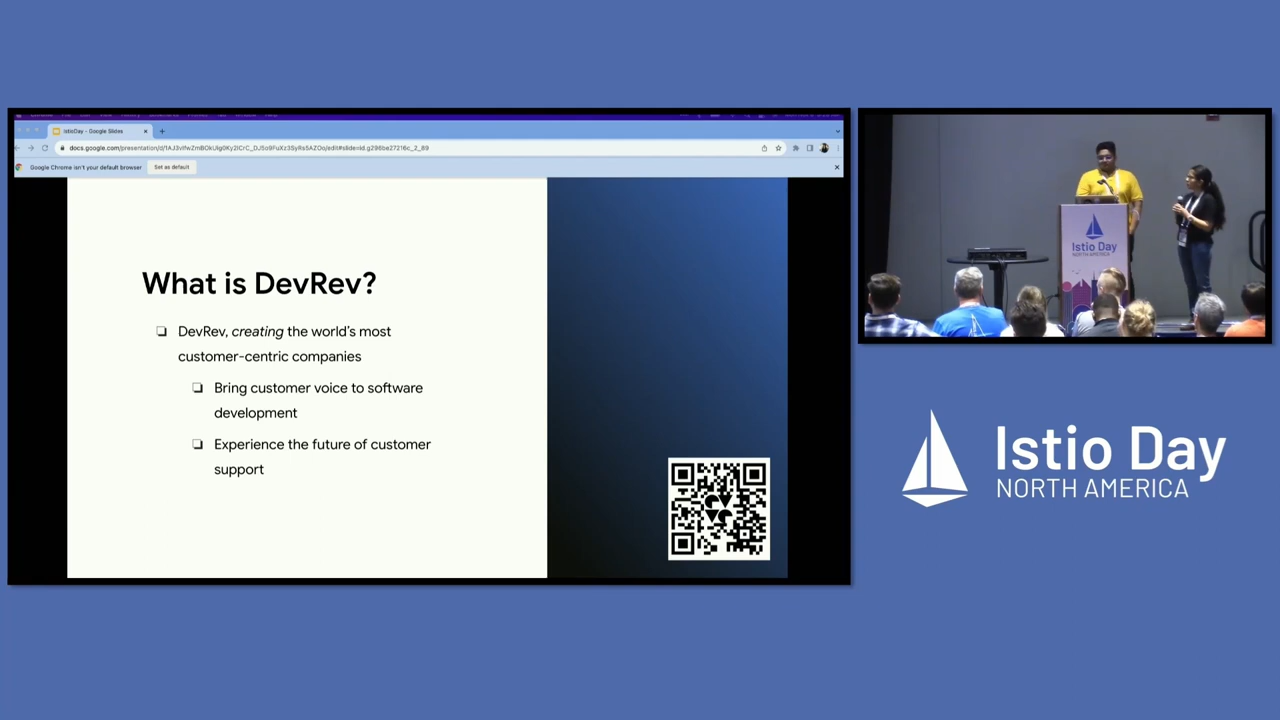 IstioDay - Google Slides
Google Chrome isn't your default browser
Set as default
What is DevRev?
DevRev, creating the world's most
customer-centric companies
Bring customer voice to software
development
Experience the future of customer
support
Istio Day
NORTH AMERICA
Istio Day
NORTH AMERICA